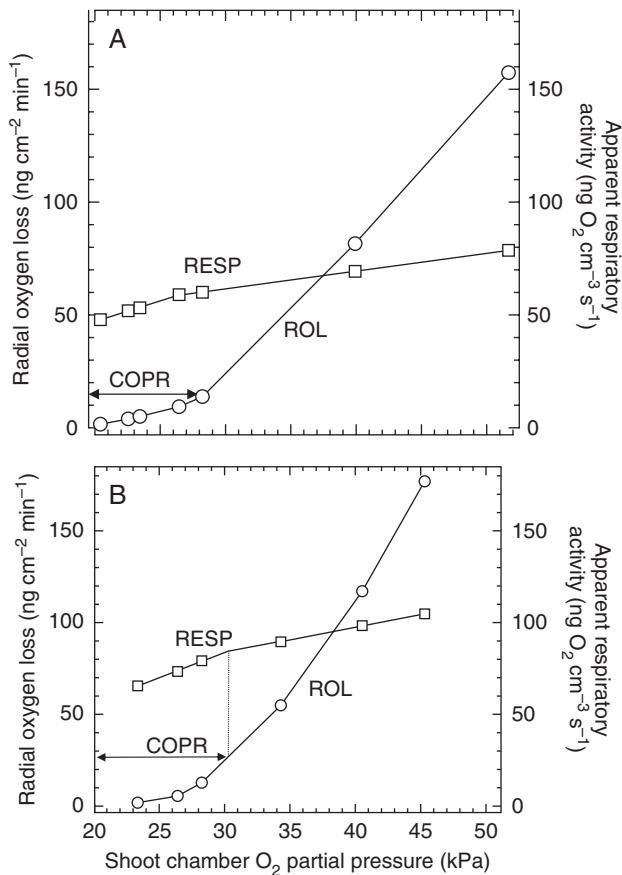 A
Radial oxygen loss (ng cm⁻² min⁻¹)
150
100
50
0
RESP
ROL
COPR
150
100
50
0
Apparent respiratory
activity (ng O₂ cm⁻³ s⁻¹)
B
Radial oxygen loss (ng cm⁻² min⁻¹)
150
100
50
0
RESP
ROL
COPR
150
100
50
0
Apparent respiratory
activity (ng O₂ cm⁻³ s⁻¹)
20 25 30 35 40 45 50
Shoot chamber O₂ partial pressure (kPa)